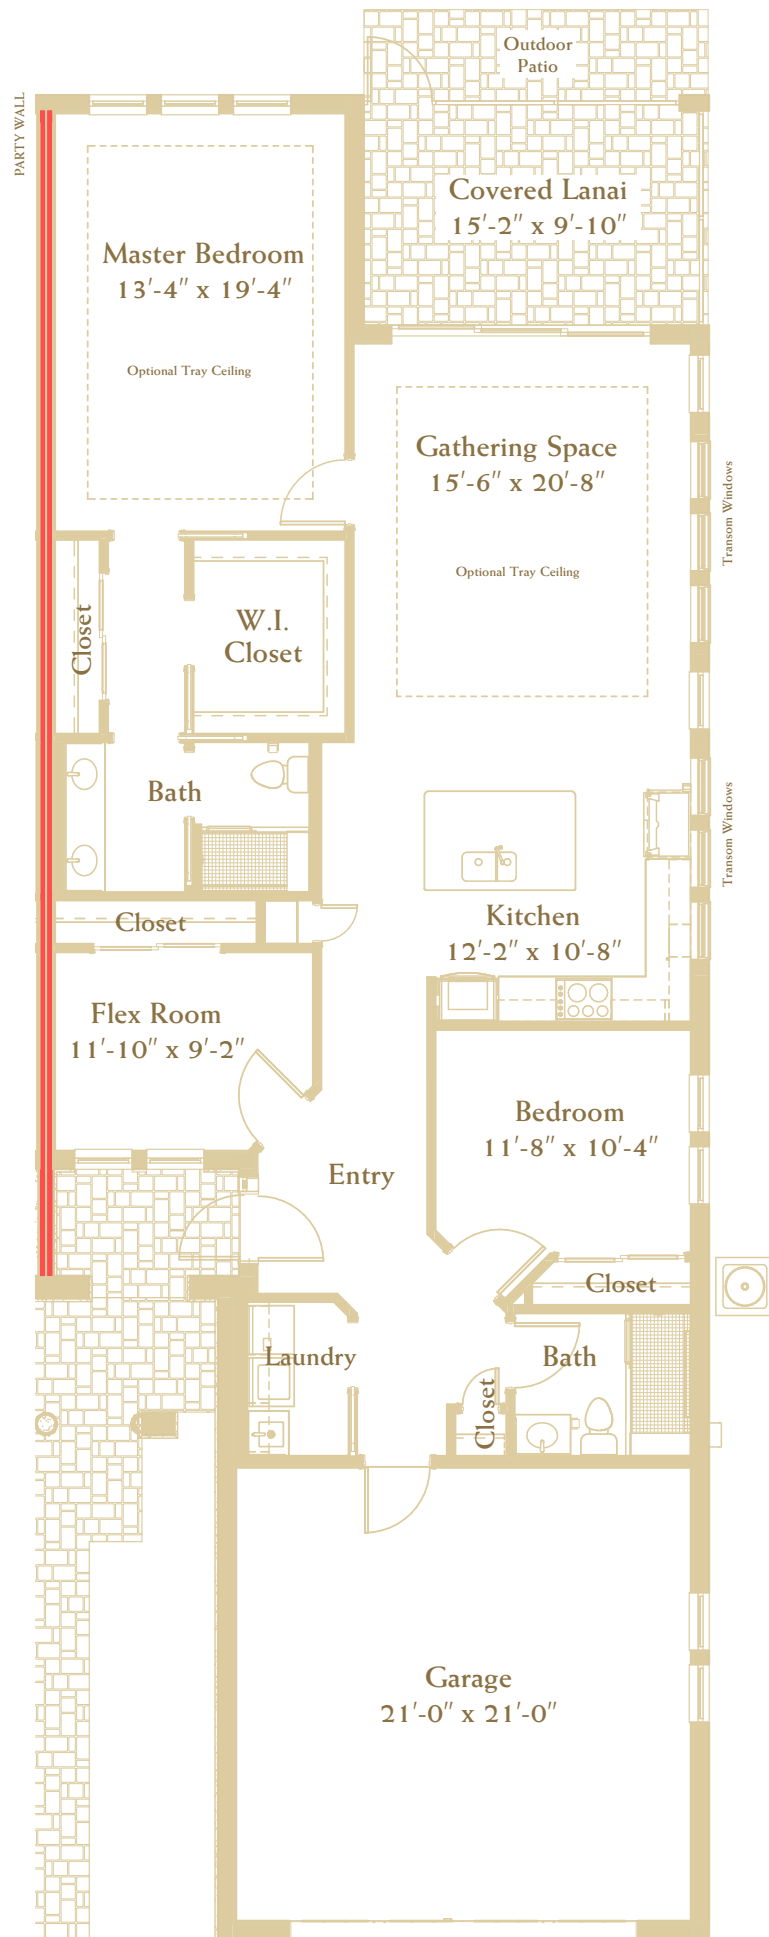 Outdoor
Patio
PARTY WALL
Covered Lanai
15'-2" x 9'-10"
Master Bedroom
13'-4" x 19'-4"
Optional Tray Ceiling
Gathering Space
15'-6" x 20'-8"
Transom Windows
Optional Tray Ceiling
Closet
W.I.
Closet
Bath
Transom Windows
Closet
Kitchen
12'-2" x 10'-8"
Flex Room
11'-10" x 9'-2"
Bedroom
11'-8" x 10'-4"
Entry
Closet
Laundry
Bath
Closet
Garage
21'-0" x 21'-0"